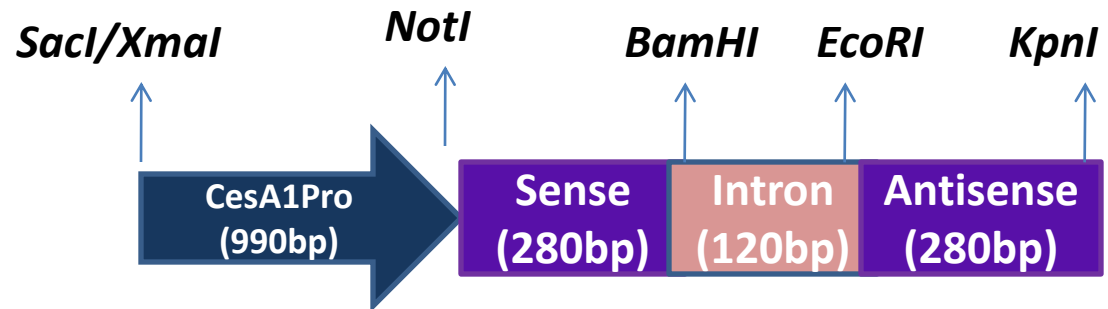 SacI/XmaI NotI BamHI EcoRI KpnI
CesA1Pro
(990bp)
Sense
(280bp)
Intron
(120bp)
Antisense
(280bp)